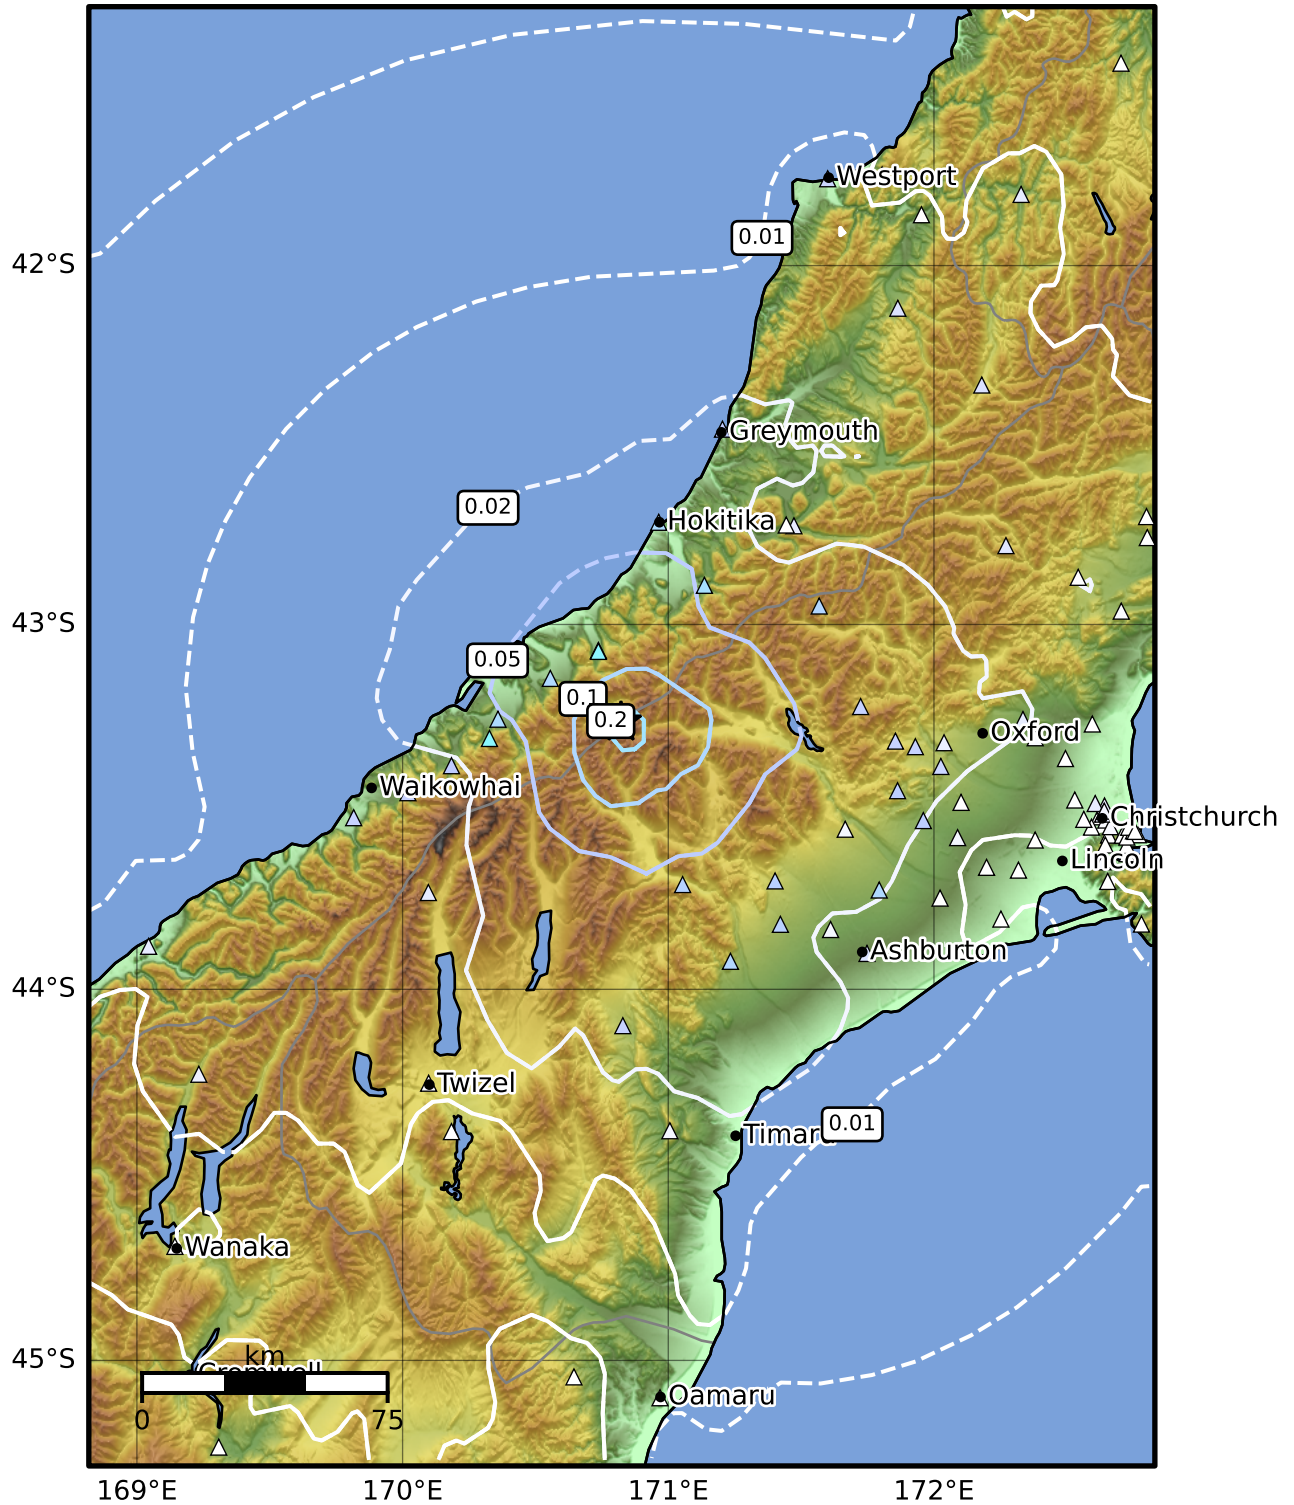 Westport
0.01
42°S
Greymouth
0.02
Hokitika
43°S
0.05
0.1
0.2
Oxford
Waikowhai
Christchurch
Lincoln
Ashburton
44°S
Twizel
0.01
Timaru
Wanaka
45°S
km
Cromwell
0
75
Oamaru
169°E
170°E
171°E
172°E